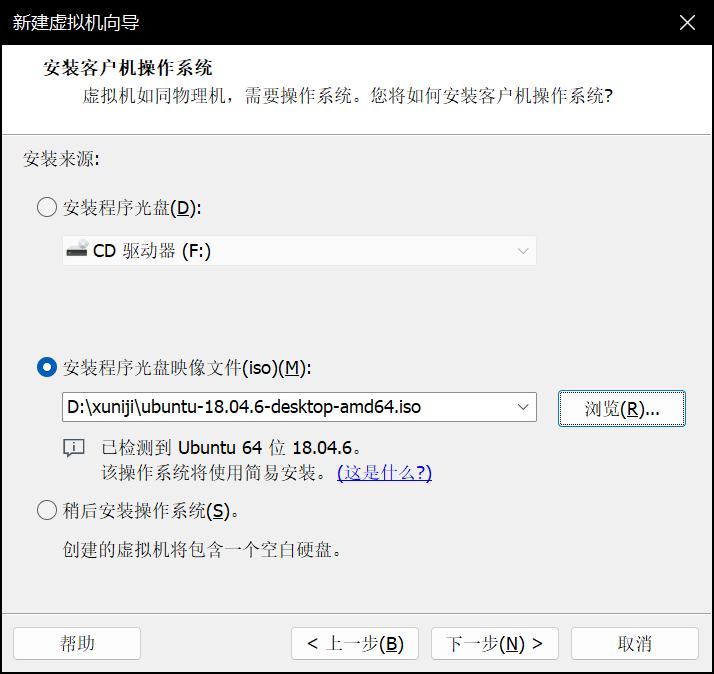 新建虚拟机向导
安装客户机操作系统
虚拟机如同物理机，需要操作系统。您将如何安装客户机操作系统?
安装来源:
安装程序光盘(D):
CD 驱动器 (F:)
安装程序光盘映像文件(iso)(M):
D:\xuniji\ubuntu-18.04.6-desktop-amd64.iso
浏览(R)...
已检测到 Ubuntu 64 位 18.04.6。
该操作系统将使用简易安装。(这是什么?)
稍后安装操作系统(S)。
创建的虚拟机将包含一个空白硬盘。
帮助 < 上一步(B) 下一步(N) > 取消